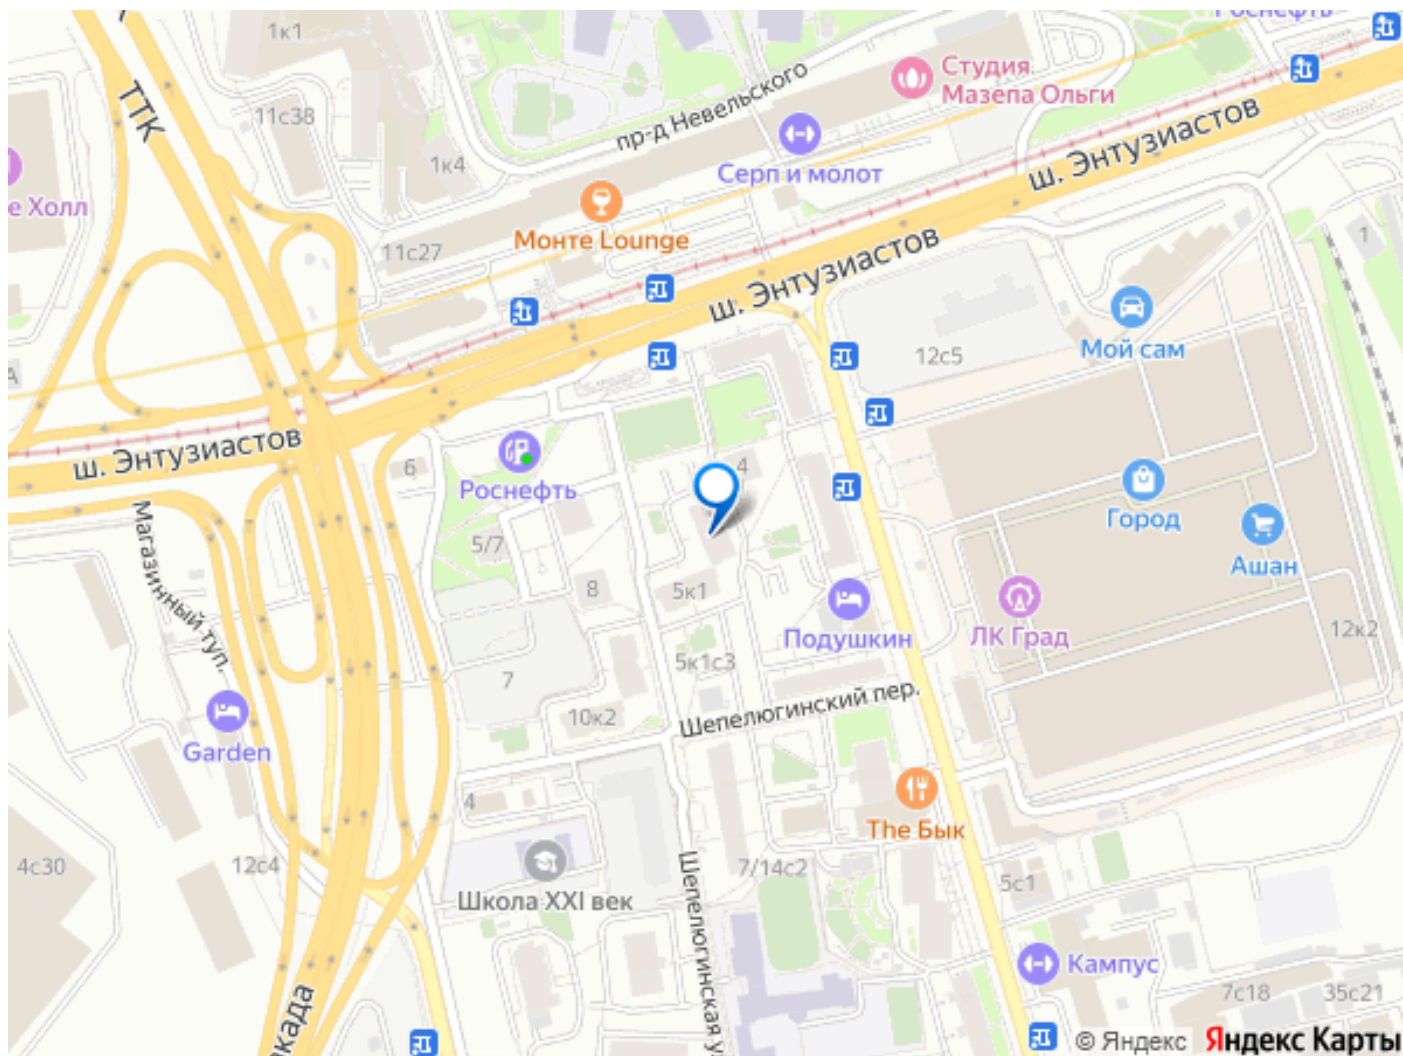 1к1
Роснефть
ТТК
Студия
Мазепа Ольги
11с38
пр-д Невельского
ш. Энтузиастов
1к4
Серп и молот
е Холл
Монте Lounge
1
11с27
ш. Энтузиастов
Мой сам
12с5
А
ш. Энтузиастов
6
4
Роснефть
Город
Магазинный туп.
5/7
Ашан
8
5к1
Подушкин
ЛК Град
12к2
5к1с3
7
Шепелюгинский пер.
10к2
Garden
4
The Бык
4с30
12с4
7/14с2
5с1
Школа XXI век
Шепелюгинская у
Кампус
7с18
35с21
када
© Яндекс Яндекс Карты